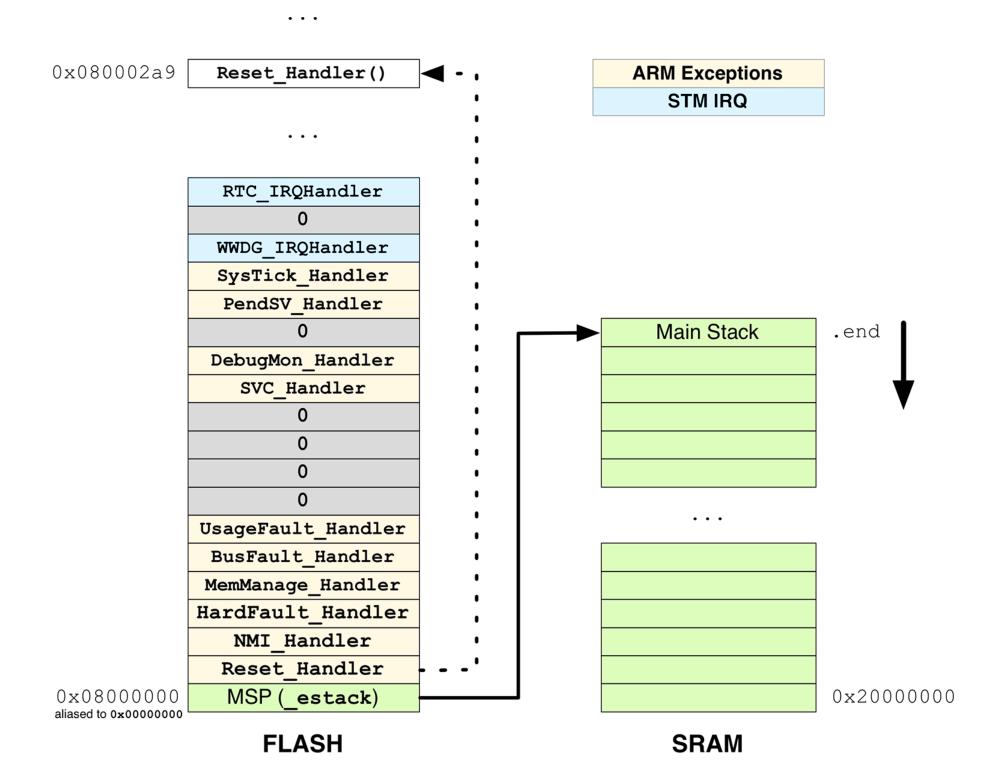 ...
0x080002a9 Reset_Handler()
...
RTC_IRQHandler
0
WWDG_IRQHandler
SysTick_Handler
PendSV_Handler
0
DebugMon_Handler
SVC_Handler
0
0
0
0
UsageFault_Handler
BusFault_Handler
MemManage_Handler
HardFault_Handler
NMI_Handler
Reset_Handler
0x08000000 MSP (_estack)
aliased to 0x00000000
FLASH
ARM Exceptions
STM IRQ
Main Stack .end
...
0x20000000
SRAM